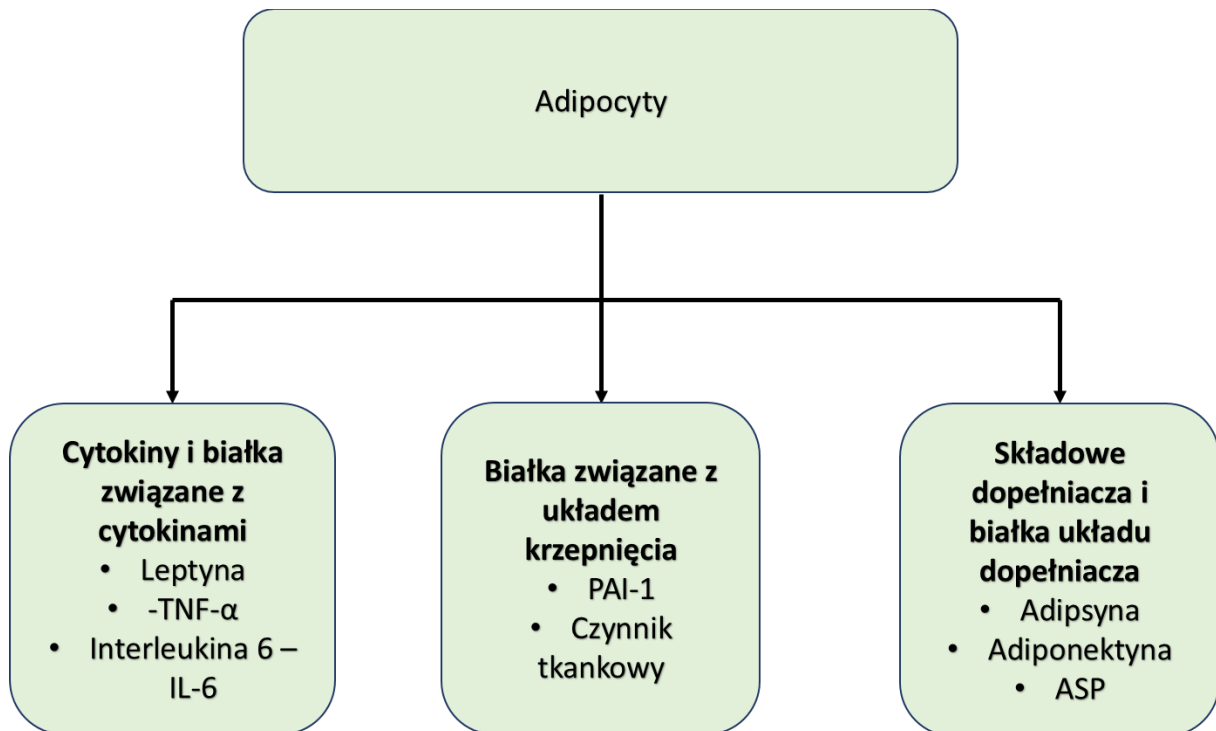 Adipocyty
Cytokiny i białka
związane z
cytokinami
• Leptyna
• -TNF-α
• Interleukina 6 –
IL-6
Białka związane z
układem
krzepnięcia
• PAI-1
• Czynnik
tkankowy
Składowe
dopełniacza i
białka układu
dopełniacza
• Adipsyna
• Adiponektyna
• ASP